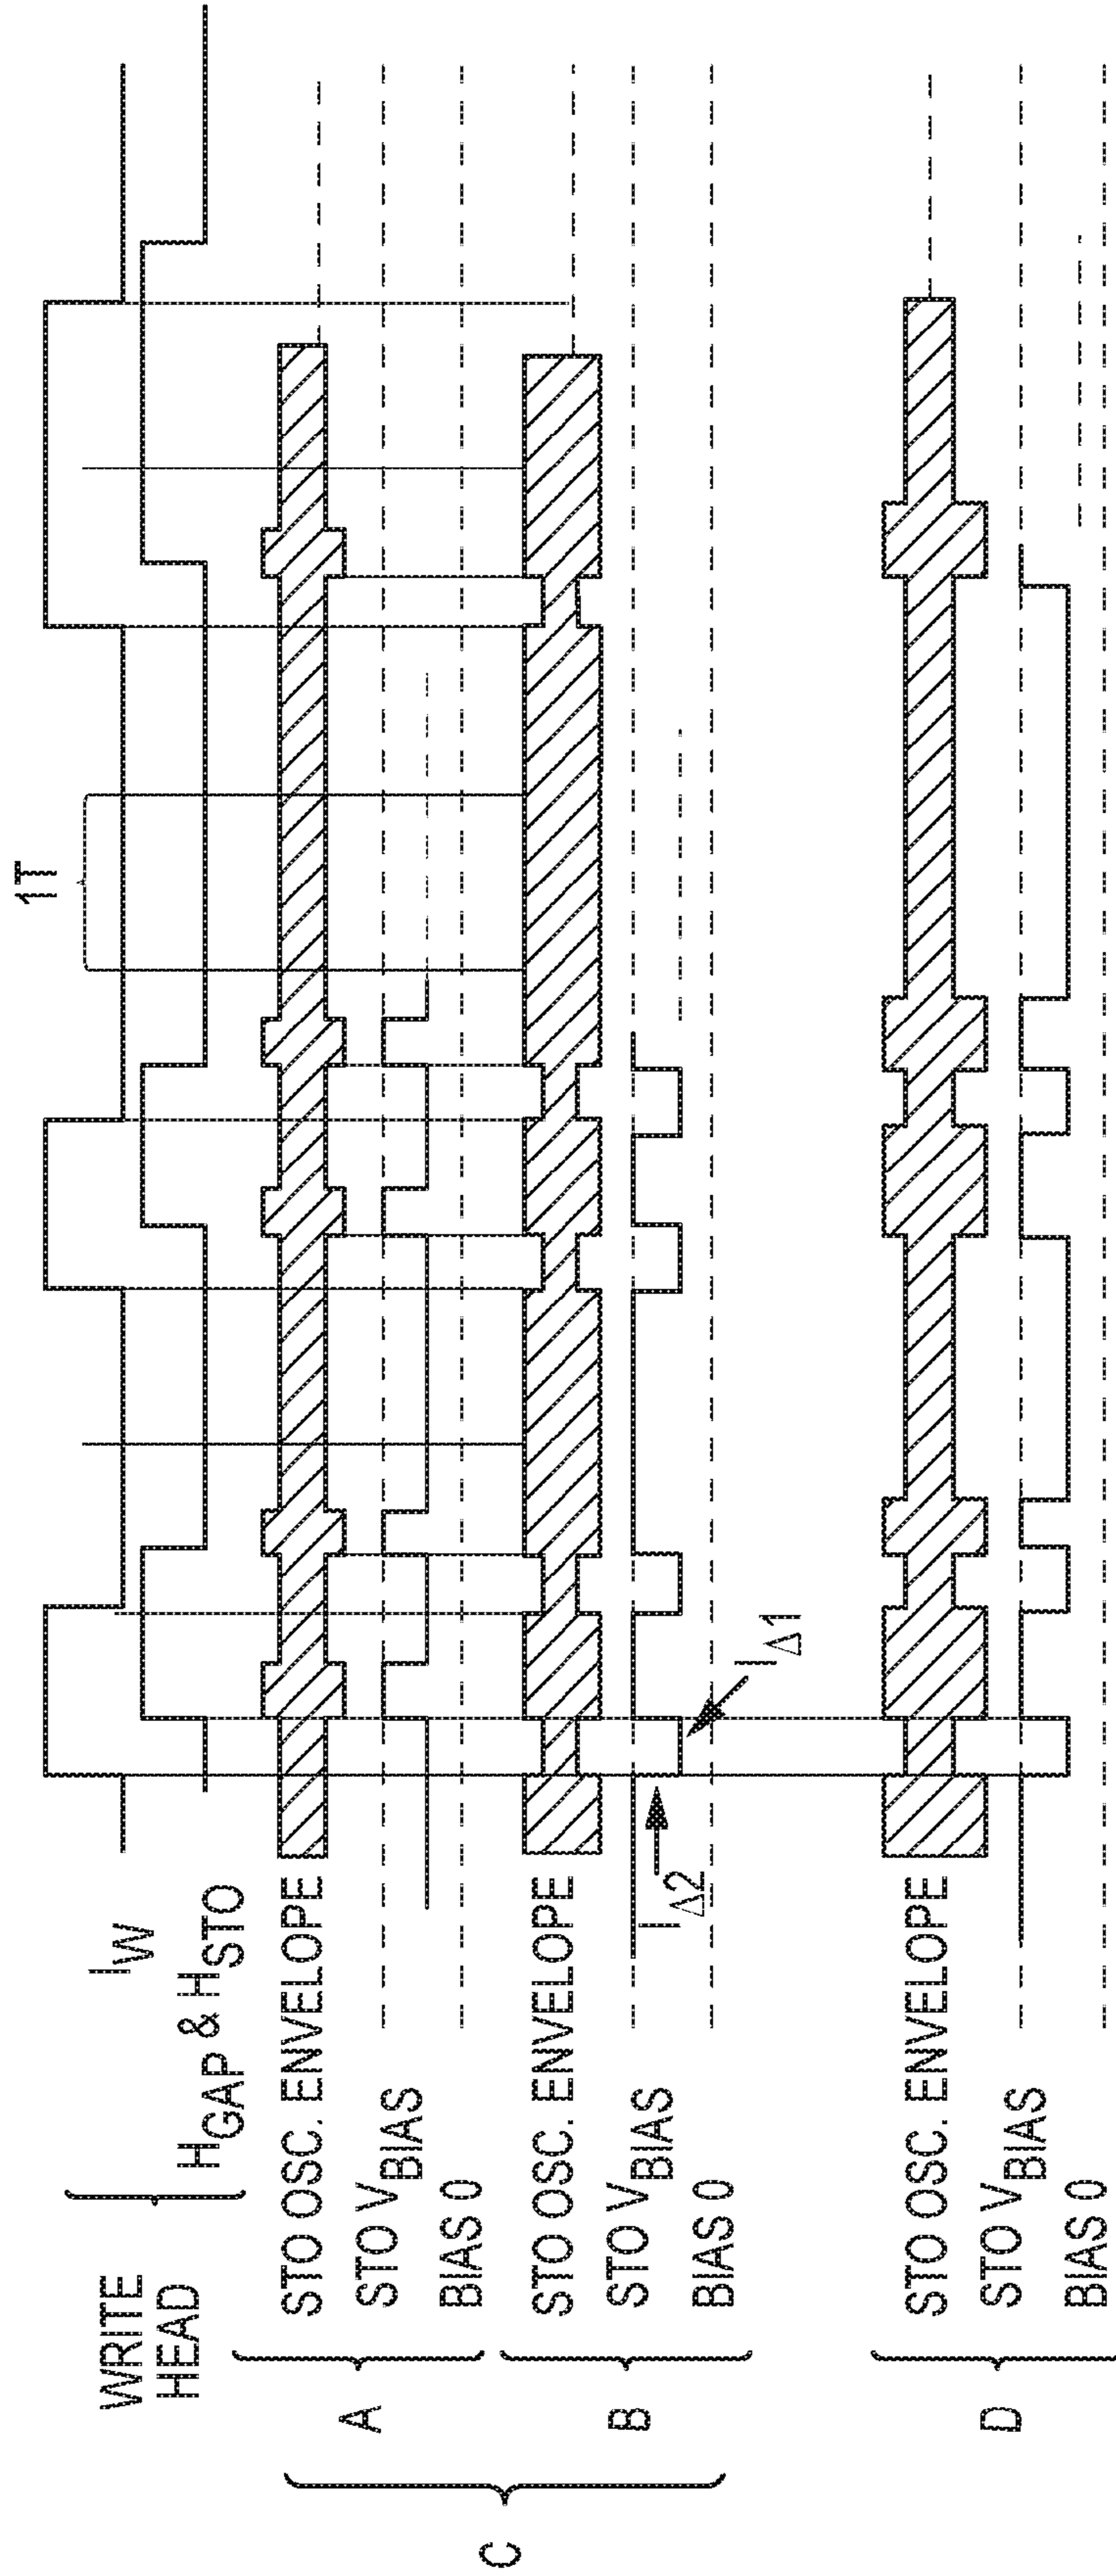 1T
WRITE
HEAD
I_W
H_GAP & H_STO
C
A
STO OSC. ENVELOPE
STO V_BIAS
BIAS 0
B
STO OSC. ENVELOPE
STO V_BIAS
BIAS 0
I_Δ2
I_Δ1
D
STO OSC. ENVELOPE
STO V_BIAS
BIAS 0